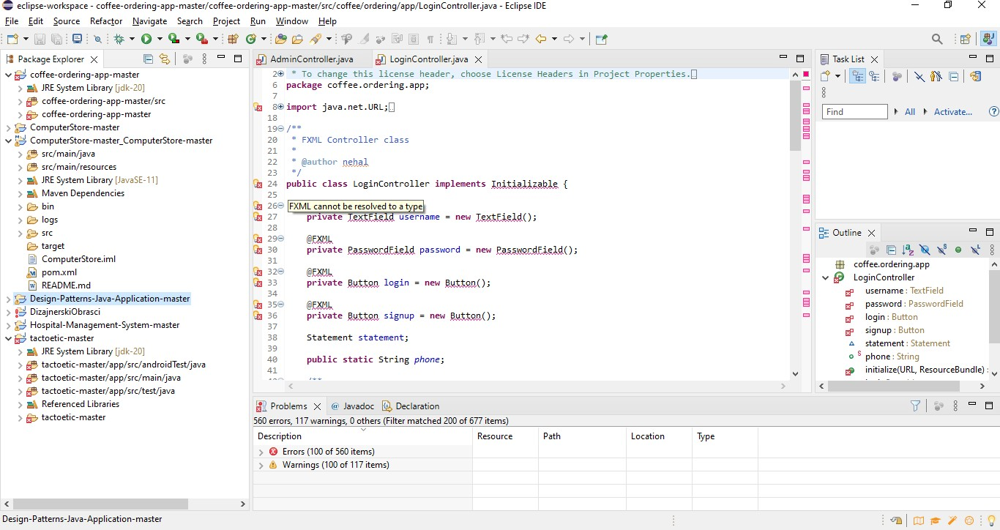 eclipse-workspace - coffee-ordering-app-master/coffee-ordering-app-master/src/coffee/ordering/app/LoginController.java - Eclipse IDE
File Edit Source Refactor Navigate Search Project Run Window Help
Package Explorer
coffee-ordering-app-master
JRE System Library [jdk-20]
coffee-ordering-app-master/src
coffee-ordering-app-master
ComputerStore-master
ComputerStore-master_ComputerStore-master
src/main/java
src/main/resources
JRE System Library [JavaSE-11]
Maven Dependencies
bin
logs
src
target
ComputerStore.iml
pom.xml
README.md
Design-Patterns-Java-Application-master
DizajnerskiObrasci
Hospital-Management-System-master
tactoetic-master
JRE System Library [jdk-20]
tactoetic-master/app/src/androidTest/java
tactoetic-master/app/src/main/java
tactoetic-master/app/src/test/java
Referenced Libraries
tactoetic-master
AdminController.java LoginController.java
2 * To change this license header, choose License Headers in Project Properties.
6 package coffee.ordering.app;
7
8 import java.net.URL;
18
19 /**
20 * FXML Controller class
21 *
22 * @author nehal
23 */
24 public class LoginController implements Initializable {
25
26 FXML cannot be resolved to a type
27 private TextField username = new TextField();
28
29 @FXML
30 private PasswordField password = new PasswordField();
31
32 @FXML
33 private Button login = new Button();
34
35 @FXML
36 private Button signup = new Button();
37
38 Statement statement;
39
40 public static String phone;
41
Task List
Find All Activate...
Outline
coffee.ordering.app
LoginController
username : TextField
password : PasswordField
login : Button
signup : Button
statement : Statement
phone : String
initialize(URL, ResourceBundle) :
Problems Javadoc Declaration
560 errors, 117 warnings, 0 others (Filter matched 200 of 677 items)
Description Resource Path Location Type
Errors (100 of 560 items)
Warnings (100 of 117 items)
Design-Patterns-Java-Application-master